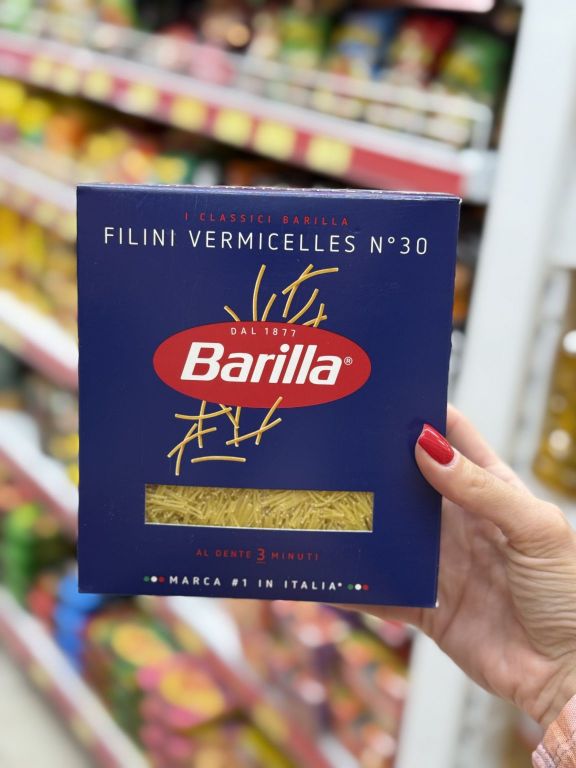 I CLASSICI BARILLA
FILINI VERMICELLES N°30
DAL 1877
Barilla®
AL DENTE 3 MINUTI
MARCA #1 IN ITALIA*